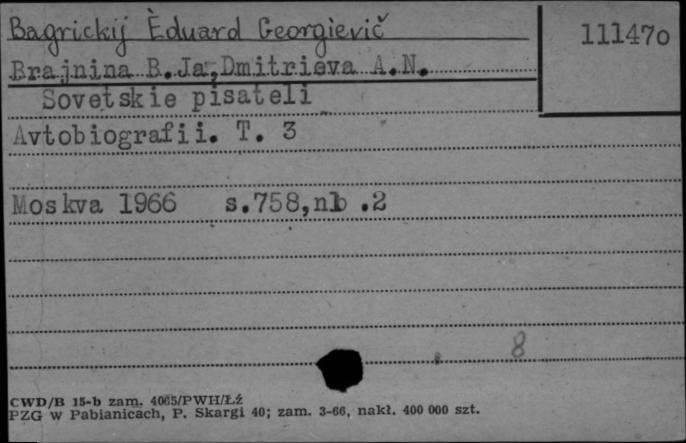 Bagrickij Èduard Georgievič
111470
Brajnina B.Ja,Dmitrieva A.N.
Sovetskie pisateli
Avtobiografii. T. 3
Moskva 1966 s.758,nlb .2
8
CWD/B 15-b zam. 4065/PWH/Łź
PZG w Pabianicach, P. Skargi 40; zam. 3-66, nakł. 400 000 szt.